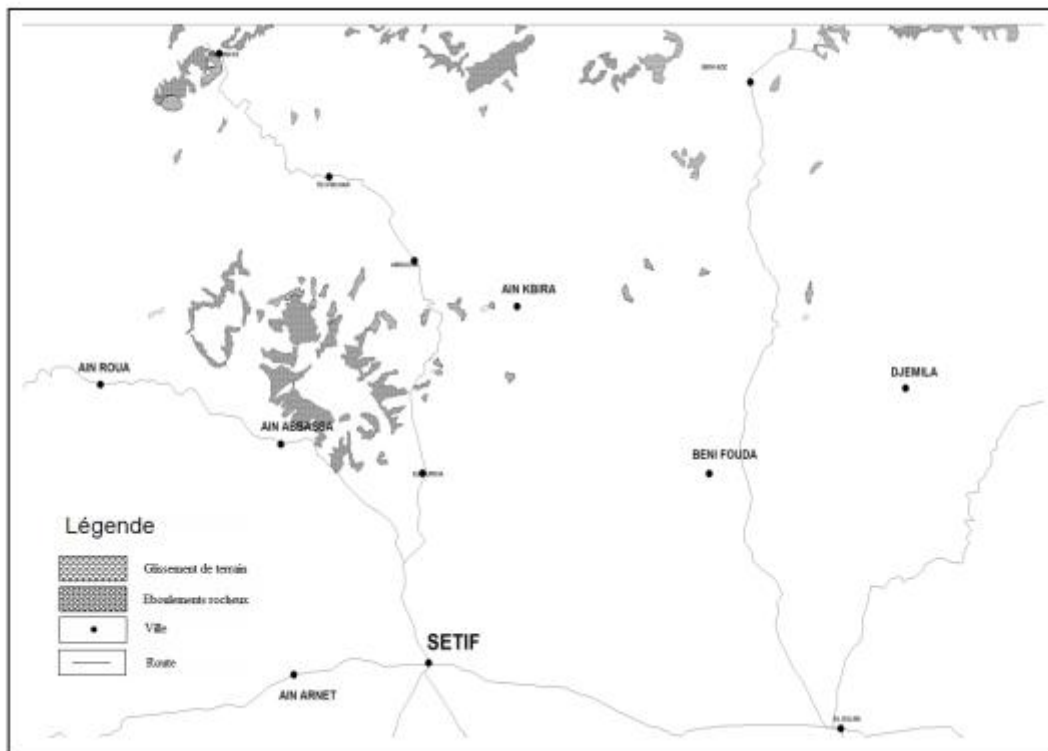 AIN KBIRA
AIN ROUA
DJEMILA
AIN ABBASSA
BENI FOUDA
Légende
Glissement de terrain
Eboulements rocheux
Ville
Route
SETIF
AIN ARNET